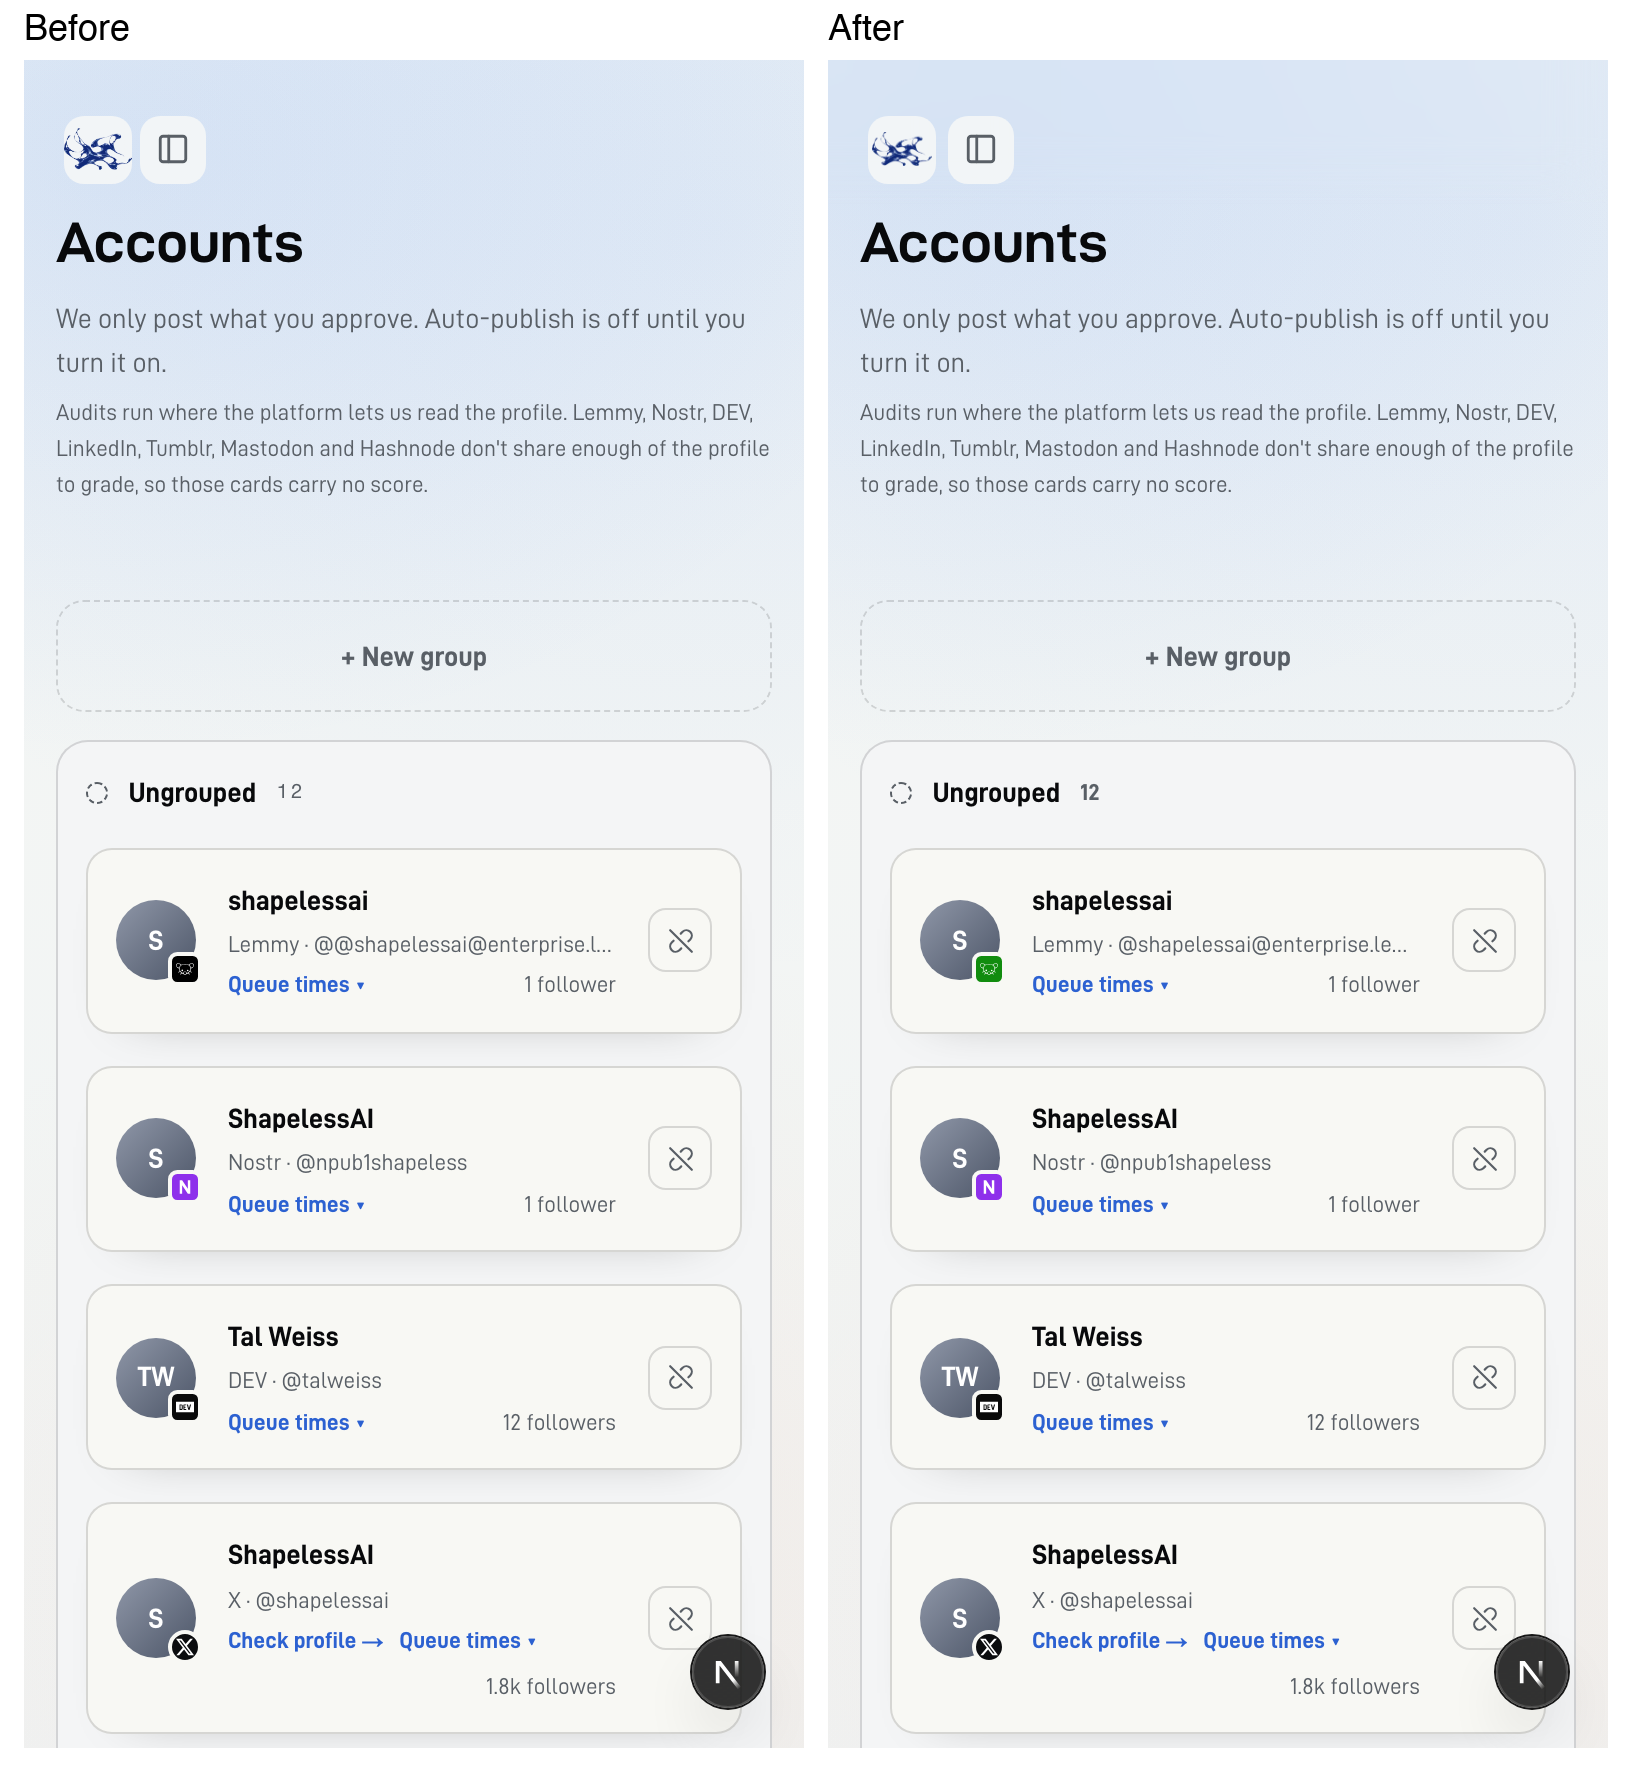 Before
Accounts
We only post what you approve. Auto-publish is off until you
turn it on.
Audits run where the platform lets us read the profile. Lemmy, Nostr, DEV,
LinkedIn, Tumblr, Mastodon and Hashnode don't share enough of the profile
to grade, so those cards carry no score.
+ New group
Ungrouped 12
S
shapelessai
Lemmy · @@shapelessai@enterprise.l...
Queue times ▾ 1 follower
S
N
ShapelessAI
Nostr · @npub1shapeless
Queue times ▾ 1 follower
TW
DEV
Tal Weiss
DEV · @talweiss
Queue times ▾ 12 followers
S
X
ShapelessAI
X · @shapelessai
Check profile → Queue times ▾
1.8k followers
N
After
Accounts
We only post what you approve. Auto-publish is off until you
turn it on.
Audits run where the platform lets us read the profile. Lemmy, Nostr, DEV,
LinkedIn, Tumblr, Mastodon and Hashnode don't share enough of the profile
to grade, so those cards carry no score.
+ New group
Ungrouped 12
S
shapelessai
Lemmy · @shapelessai@enterprise.le...
Queue times ▾ 1 follower
S
N
ShapelessAI
Nostr · @npub1shapeless
Queue times ▾ 1 follower
TW
DEV
Tal Weiss
DEV · @talweiss
Queue times ▾ 12 followers
S
X
ShapelessAI
X · @shapelessai
Check profile → Queue times ▾
1.8k followers
N